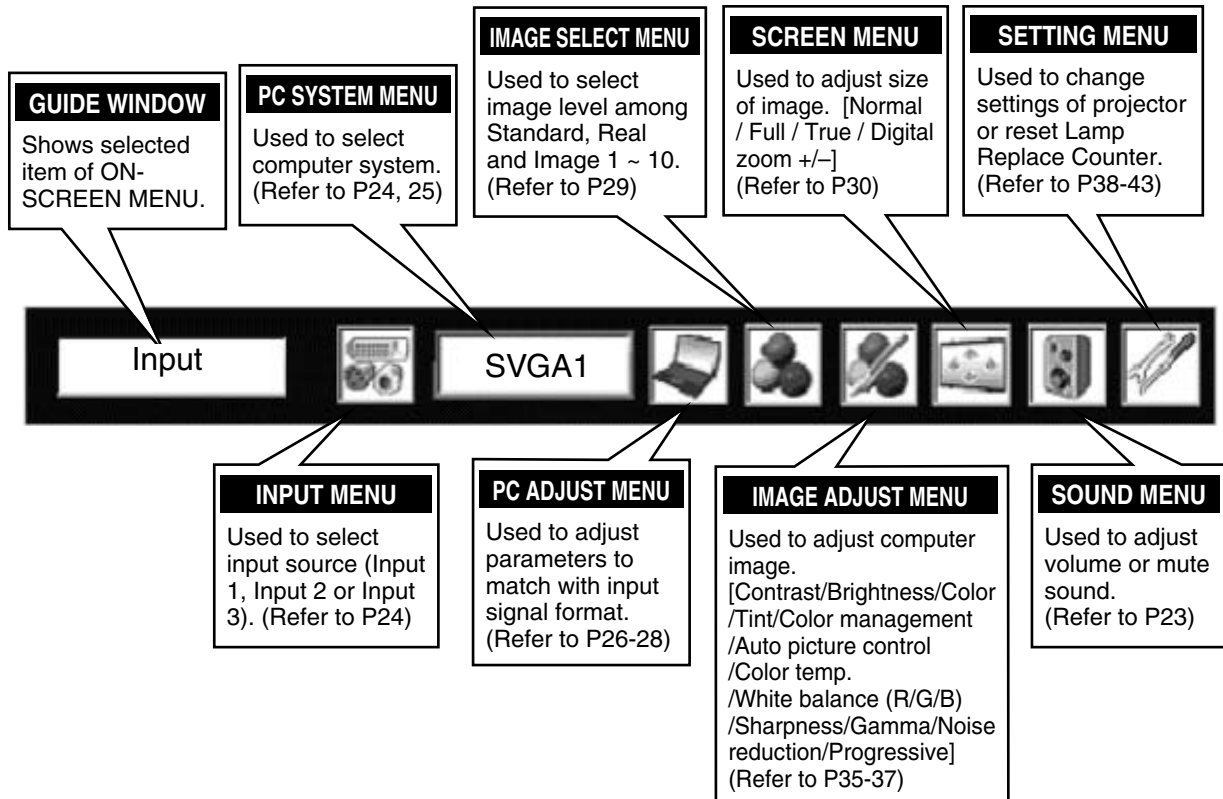 GUIDE WINDOW
Shows selected
item of ON-
SCREEN MENU.
PC SYSTEM MENU
Used to select
computer system.
(Refer to P24, 25)
IMAGE SELECT MENU
Used to select
image level among
Standard, Real
and Image 1 ~ 10.
(Refer to P29)
SCREEN MENU
Used to adjust size
of image. [Normal
/ Full / True / Digital
zoom +/–]
(Refer to P30)
SETTING MENU
Used to change
settings of projector
or reset Lamp
Replace Counter.
(Refer to P38-43)
Input
SVGA1
INPUT MENU
Used to select
input source (Input
1, Input 2 or Input
3). (Refer to P24)
PC ADJUST MENU
Used to adjust
parameters to
match with input
signal format.
(Refer to P26-28)
IMAGE ADJUST MENU
Used to adjust computer
image.
[Contrast/Brightness/Color
/Tint/Color management
/Auto picture control
/Color temp.
/White balance (R/G/B)
/Sharpness/Gamma/Noise
reduction/Progressive]
(Refer to P35-37)
SOUND MENU
Used to adjust
volume or mute
sound.
(Refer to P23)